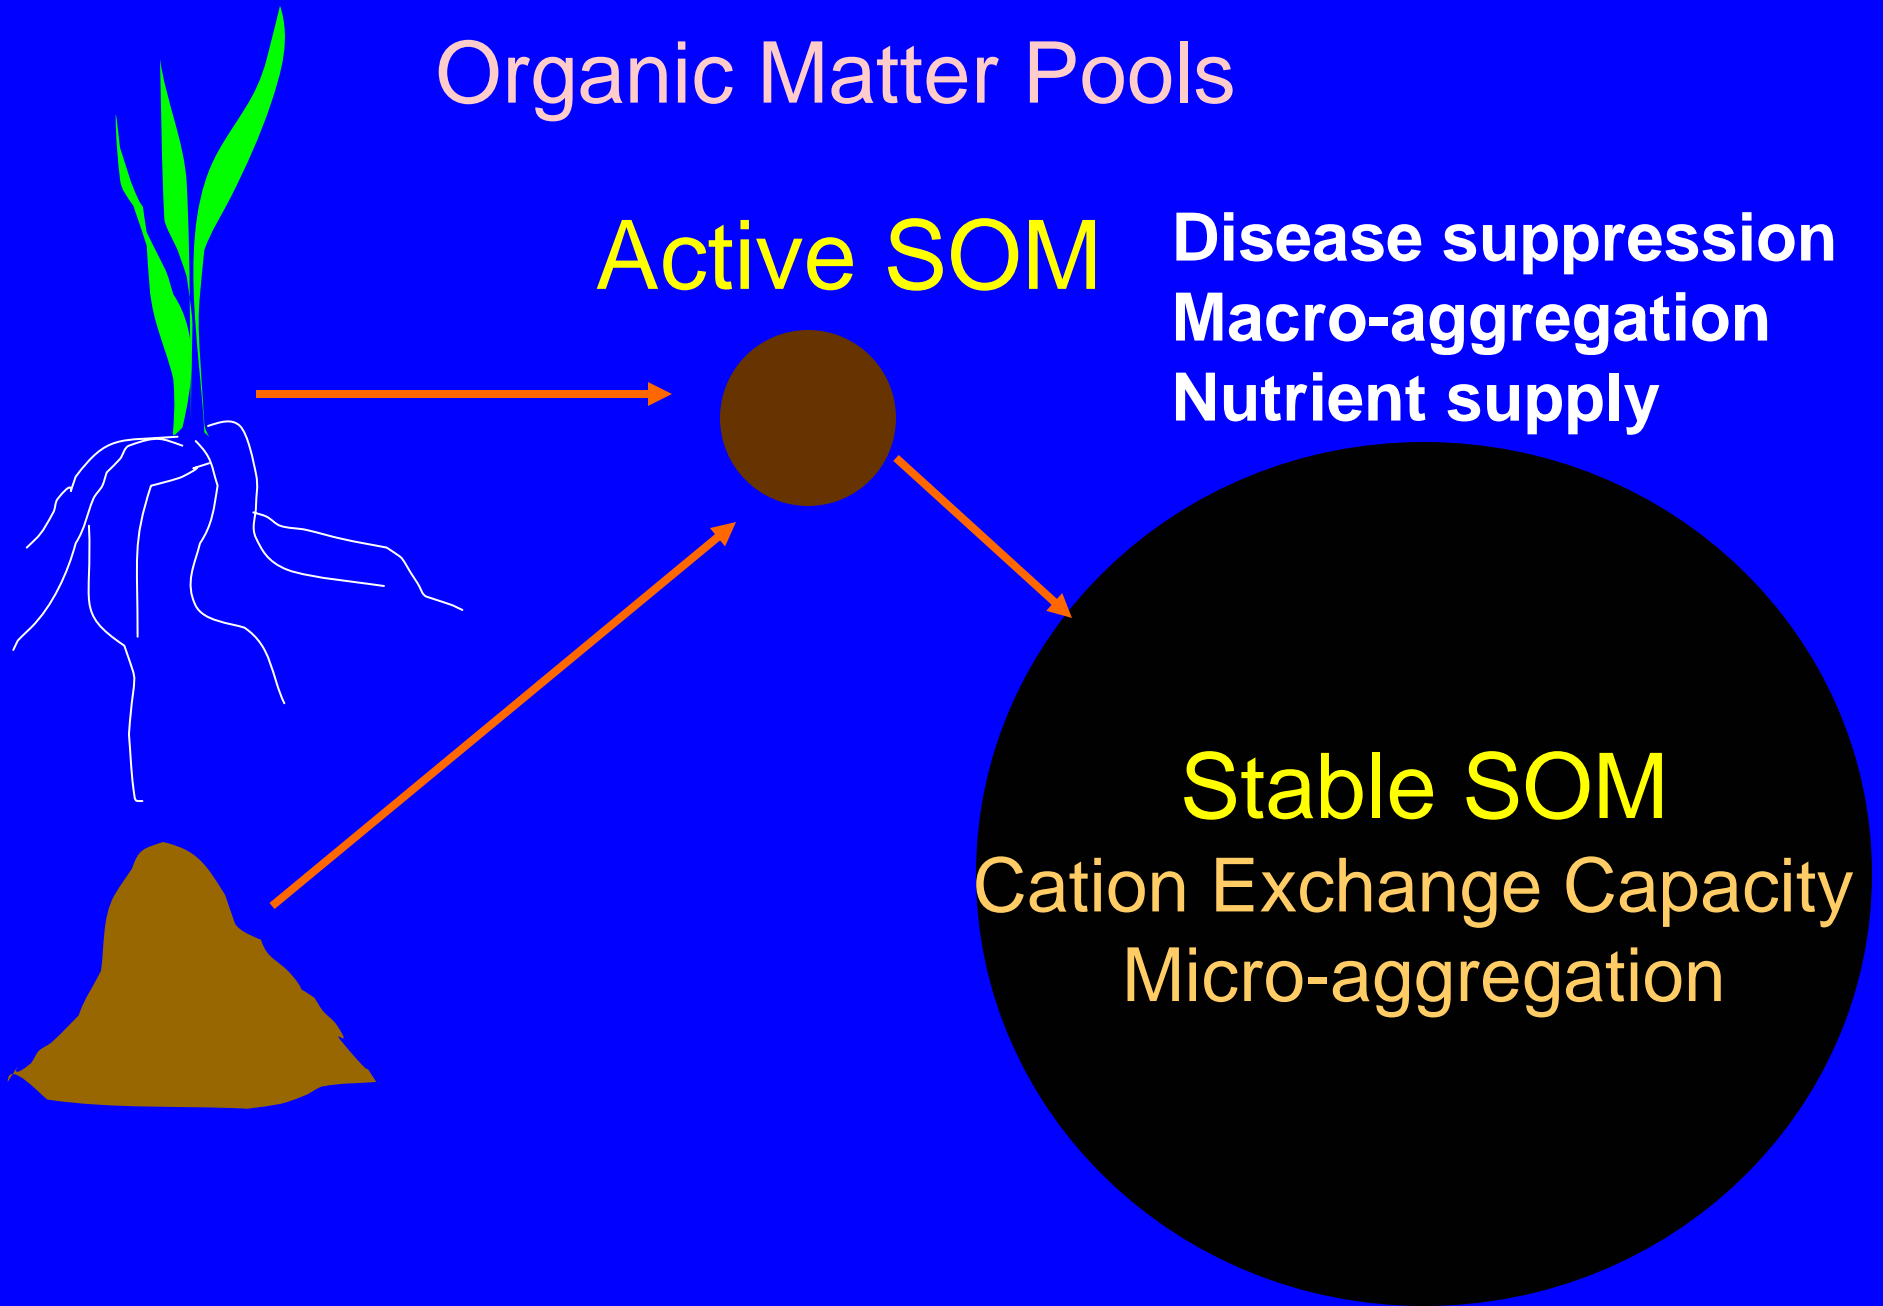 Organic Matter Pools
Active SOM
Disease suppression
Macro-aggregation
Nutrient supply
Stable SOM
Cation Exchange Capacity
Micro-aggregation